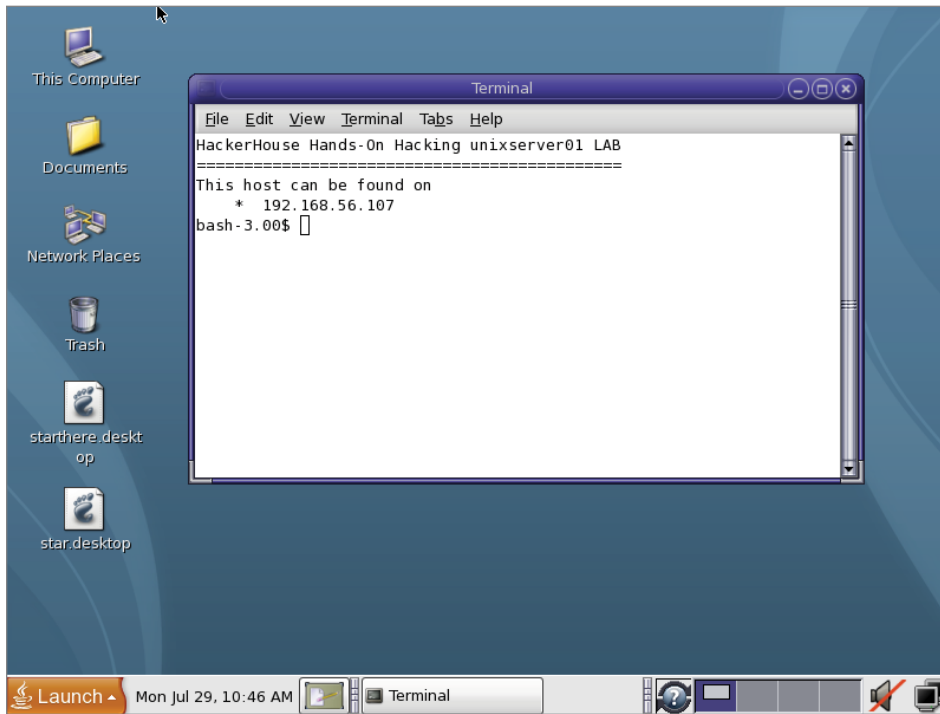 This Computer
Documents
Network Places
Trash
starthere.deskt
op
star.desktop
Terminal
File Edit View Terminal Tabs Help
HackerHouse Hands-On Hacking unixserver01 LAB
=============================================
This host can be found on
* 192.168.56.107
bash-3.00$
Launch
Mon Jul 29, 10:46 AM
Terminal